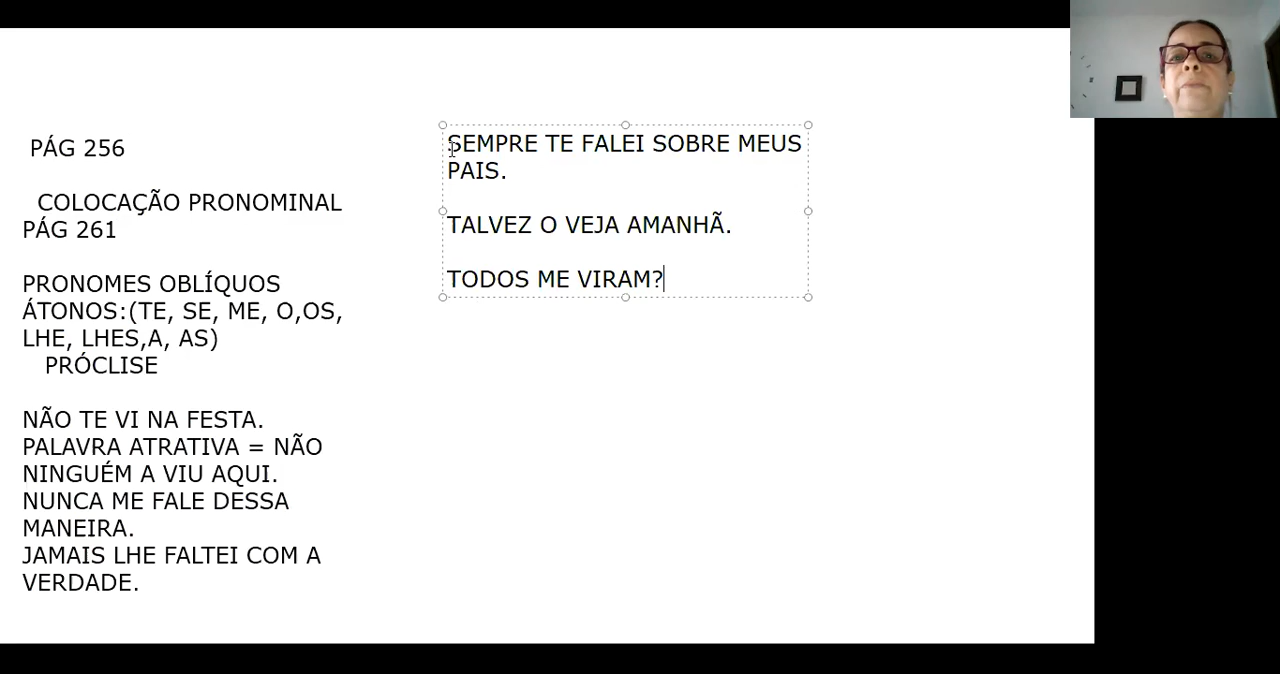 PÁG 256
COLOCAÇÃO PRONOMINAL
PÁG 261
PRONOMES OBLÍQUOS
ÁTONOS:(TE, SE, ME, O,OS,
LHE, LHES,A, AS)
PRÓCLISE
NÃO TE VI NA FESTA.
PALAVRA ATRATIVA = NÃO
NINGUÉM A VIU AQUI.
NUNCA ME FALE DESSA
MANEIRA.
JAMAIS LHE FALTEI COM A
VERDADE.
SEMPRE TE FALEI SOBRE MEUS
PAIS.
TALVEZ O VEJA AMANHÃ.
TODOS ME VIRAM?